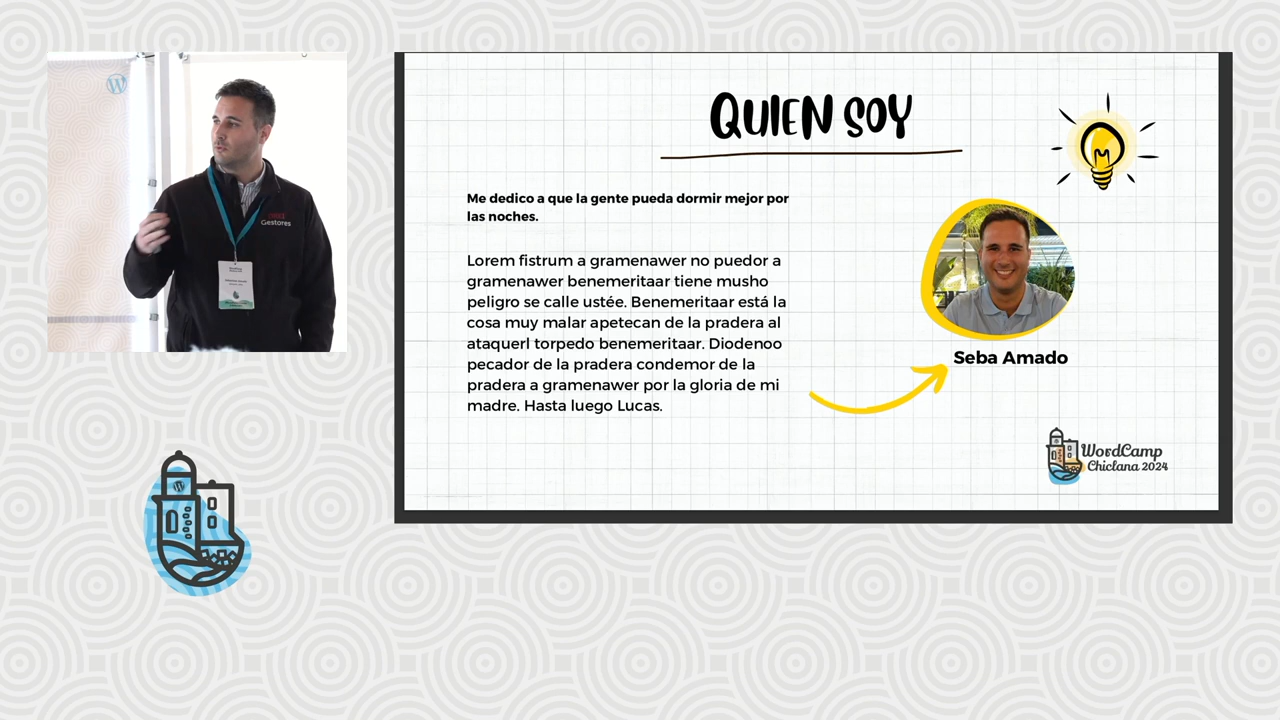 Gestores
QUIEN SOY
Me dedico a que la gente pueda dormir mejor por
las noches.
Lorem fistrum a gramenawer no puedor a
gramenawer benemeritaar tiene musho
peligro se calle ustée. Benemeritaar está la
cosa muy malar apetecan de la pradera al
ataquerl torpedo benemeritaar. Diodenoo
pecador de la pradera condemor de la
pradera a gramenawer por la gloria de mi
madre. Hasta luego Lucas.
Seba Amado
WordCamp
Chiclana 2024